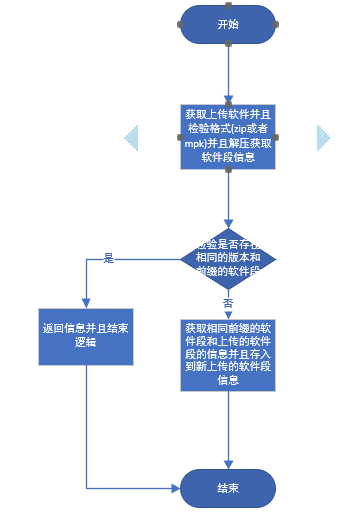 开始
获取上传软件并且
检验格式(zip或者
mpk)并且解压获取
软件段信息
检验是否存在
相同的版本和
前缀的软件段
是
否
返回信息并且结束
逻辑
获取相同前缀的软
件段和上传的软件
段的信息并且存入
到新上传的软件段
信息
结束